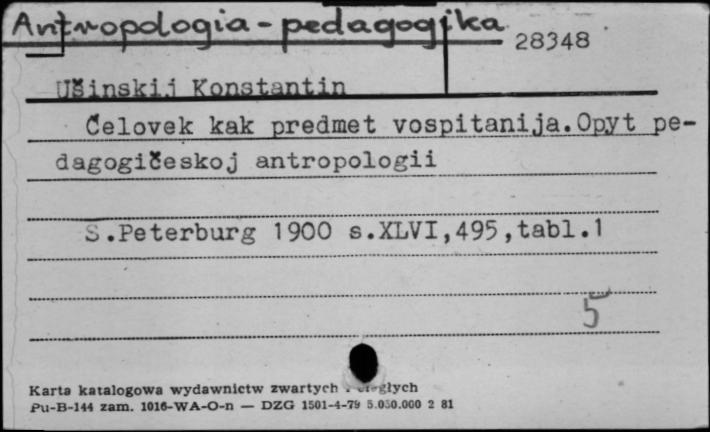 Antropologia - pedagogika
28348
Ušinskij Konstantin
Čelovek kak predmet vospitanija.Opyt pe-
dagogičeskoj antropologii
S.Peterburg 1900 s.XLVI,495,tabl.1
5
Karta katalogowa wydawnictw zwartych i ciągłych
Pu-B-144 zam. 1016-WA-O-n — DZG 1501-4-79 5.050.000 2 81